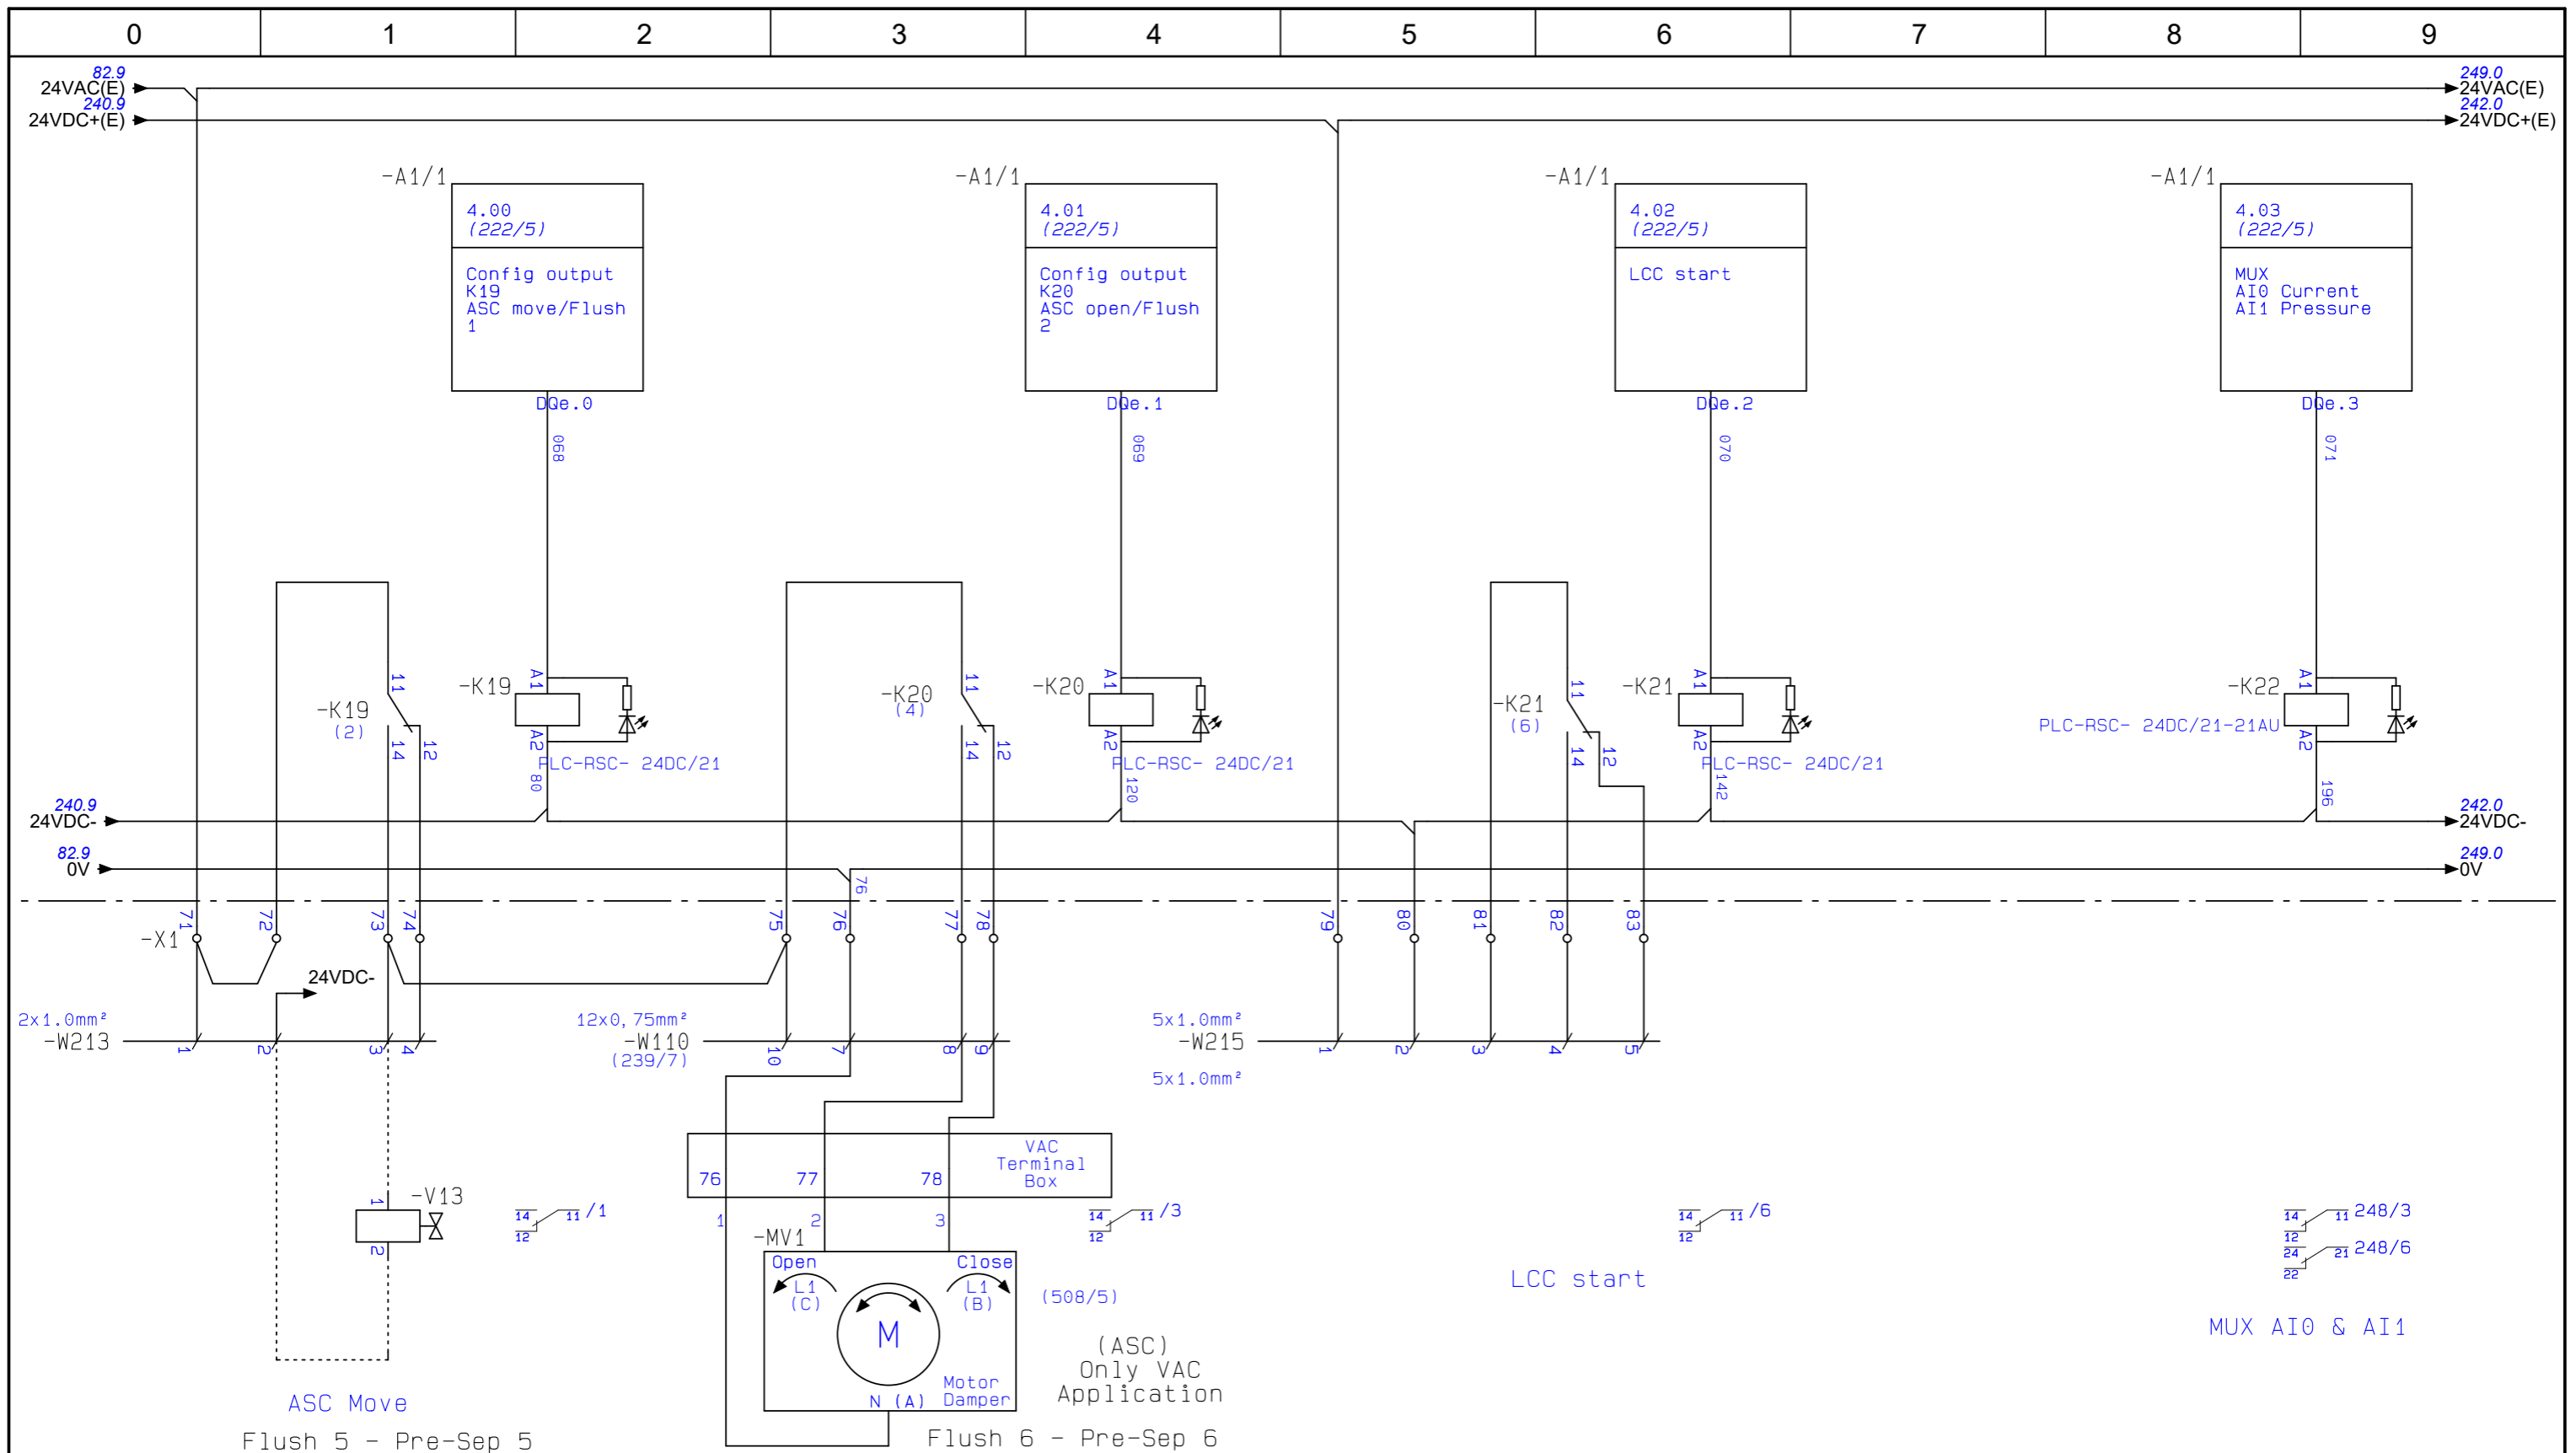 0 1 2 3 4 5 6 7 8 9
82.9
24VAC(E)
240.9
24VDC+(E)
249.0
24VAC(E)
242.0
24VDC+(E)
-A1/1
4.00
(222/5)
Config output
K19
ASC move/Flush
1
DQe.0
068
-A1/1
4.01
(222/5)
Config output
K20
ASC open/Flush
2
DQe.1
069
-A1/1
4.02
(222/5)
LCC start
DQe.2
070
-A1/1
4.03
(222/5)
MUX
AI0 Current
AI1 Pressure
DQe.3
071
-K19
(2)
11
14
12
-K19
A1
A2
PLC-RSC- 24DC/21
80
-K20
(4)
11
14
12
-K20
A1
A2
PLC-RSC- 24DC/21
120
-K21
(6)
11
14
12
-K21
A1
A2
PLC-RSC- 24DC/21
142
-K22
PLC-RSC- 24DC/21-21AU
A1
A2
196
240.9
24VDC-
242.0
24VDC-
82.9
0V
249.0
0V
76
-X1
71 72 73 74 75 76 77 78 79 80 81 82 83
24VDC-
2x1.0mm²
-W213
1 2 3 4
12x0,75mm²
-W110
(239/7)
10 7 8 9
5x1.0mm²
-W215
5x1.0mm²
1 2 3 4 5
VAC
Terminal
Box
76 77 78
1 2 3
-V13
1
2
14 11 /1
12
14 11 /3
12
14 11 /6
12
14 11 248/3
12
24 21 248/6
22
-MV1
Open
L1
(C)
Close
L1
(B)
M
N (A)
Motor
Damper
(508/5)
(ASC)
Only VAC
Application
LCC start
MUX AI0 & AI1
ASC Move
Flush 5 - Pre-Sep 5
Flush 6 - Pre-Sep 6